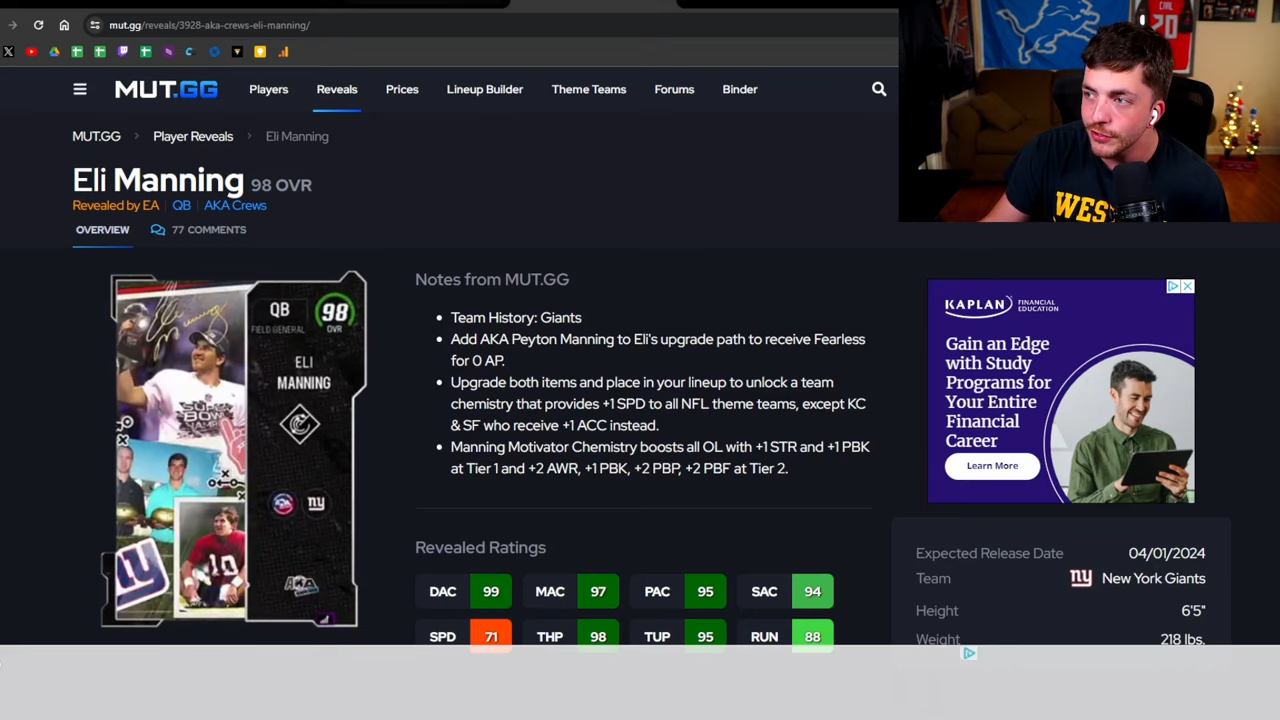 mut.gg/reveals/3928-aka-crews-eli-manning/
MUT.GG
Players
Reveals
Prices
Lineup Builder
Theme Teams
Forums
Binder
MUT.GG
Player Reveals
Eli Manning
Eli Manning 98 OVR
Revealed by EA
QB
AKA Crews
OVERVIEW
77 COMMENTS
QB
FIELD GENERAL
98
OVR
ELI
MANNING
SUPER
BOWL
10
ny
ny
AKA
Notes from MUT.GG
Team History: Giants
Add AKA Peyton Manning to Eli's upgrade path to receive Fearless
for 0 AP.
Upgrade both items and place in your lineup to unlock a team
chemistry that provides +1 SPD to all NFL theme teams, except KC
& SF who receive +1 ACC instead.
Manning Motivator Chemistry boosts all OL with +1 STR and +1 PBK
at Tier 1 and +2 AWR, +1 PBK, +2 PBP, +2 PBF at Tier 2.
Revealed Ratings
DAC 99
MAC 97
PAC 95
SAC 94
SPD 71
THP 98
TUP 95
RUN 88
KAPLAN FINANCIAL
EDUCATION
Gain an Edge
with Study
Programs for
Your Entire
Financial
Career
Learn More
Expected Release Date 04/01/2024
Team ny New York Giants
Height 6'5"
Weight 218 lbs.
WES
20